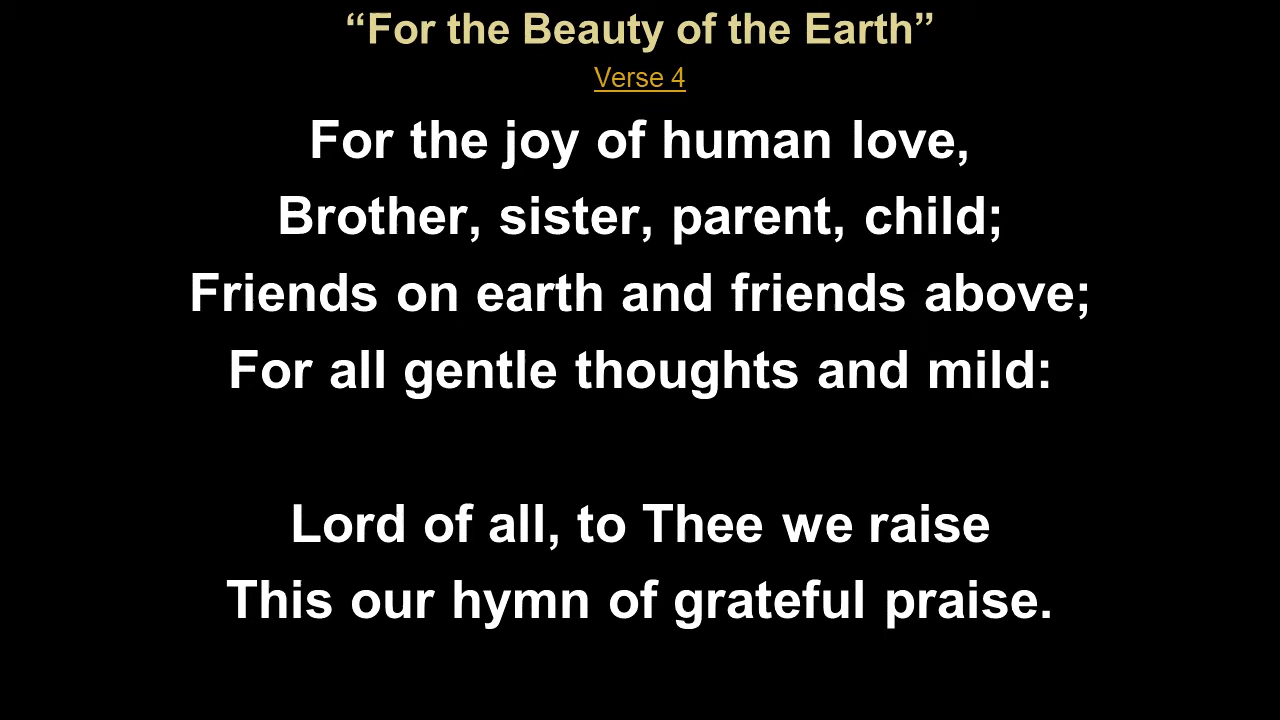 “For the Beauty of the Earth”
Verse 4
For the joy of human love,
Brother, sister, parent, child;
Friends on earth and friends above;
For all gentle thoughts and mild:
Lord of all, to Thee we raise
This our hymn of grateful praise.